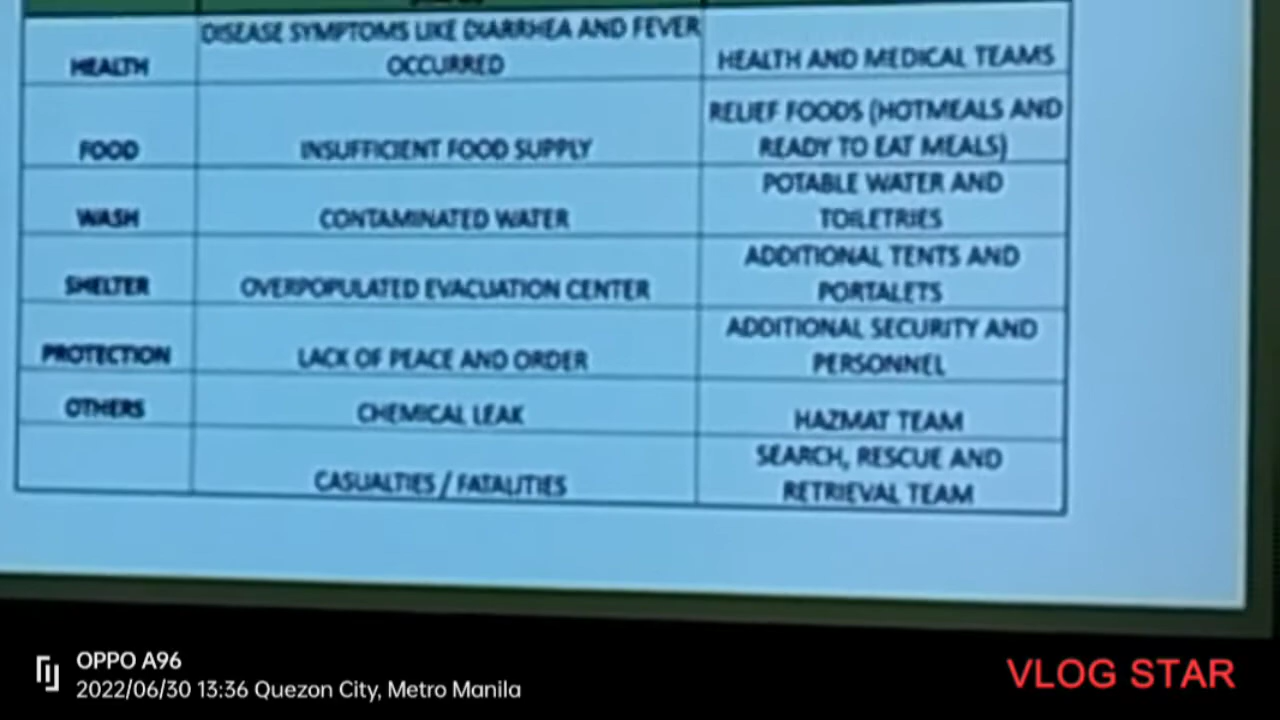 DISEASE SYMPTOMS LIKE DIARRHEA AND FEVER
OCCURRED
HEALTH
HEALTH AND MEDICAL TEAMS
RELIEF FOODS (HOTMEALS AND
READY TO EAT MEALS)
FOOD
INSUFFICIENT FOOD SUPPLY
POTABLE WATER AND
TOILETRIES
WASH
CONTAMINATED WATER
ADDITIONAL TENTS AND
PORTALETS
SHELTER
OVERPOPULATED EVACUATION CENTER
ADDITIONAL SECURITY AND
PERSONNEL
PROTECTION
LACK OF PEACE AND ORDER
OTHERS
CHEMICAL LEAK
HAZMAT TEAM
SEARCH, RESCUE AND
RETRIEVAL TEAM
CASUALTIES / FATALITIES
OPPO A96
2022/06/30 13:36 Quezon City, Metro Manila
VLOG STAR